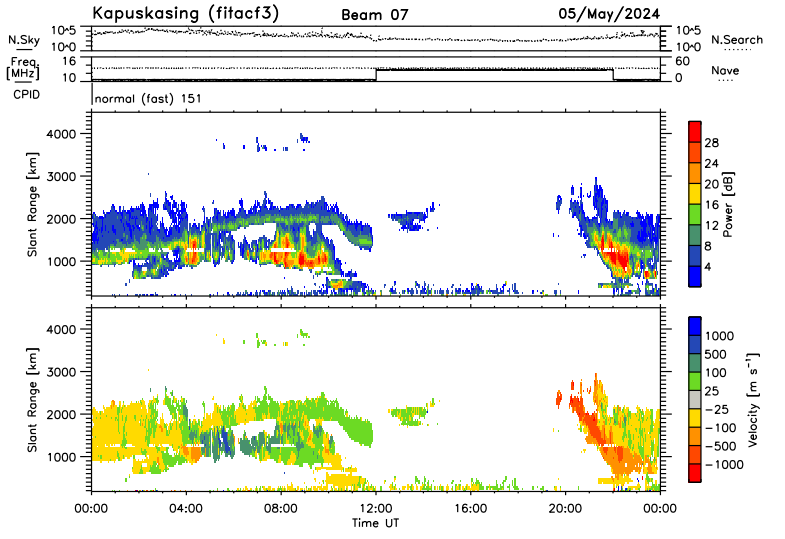 Kapuskasing (fitacf3) Beam 07 05/May/2024
N.Sky 10^5 10^0 10^5 10^0 N.Search
Freq. [MHz] 16 10 60 0 Nave
CPID normal (fast) 151
Slant Range [km] 4000 3000 2000 1000
Power [dB] 28 24 20 16 12 8 4
Slant Range [km] 4000 3000 2000 1000
Velocity [m s⁻¹] 1000 500 100 25 −25 −100 −500 −1000
00:00 04:00 08:00 12:00 16:00 20:00 00:00
Time UT